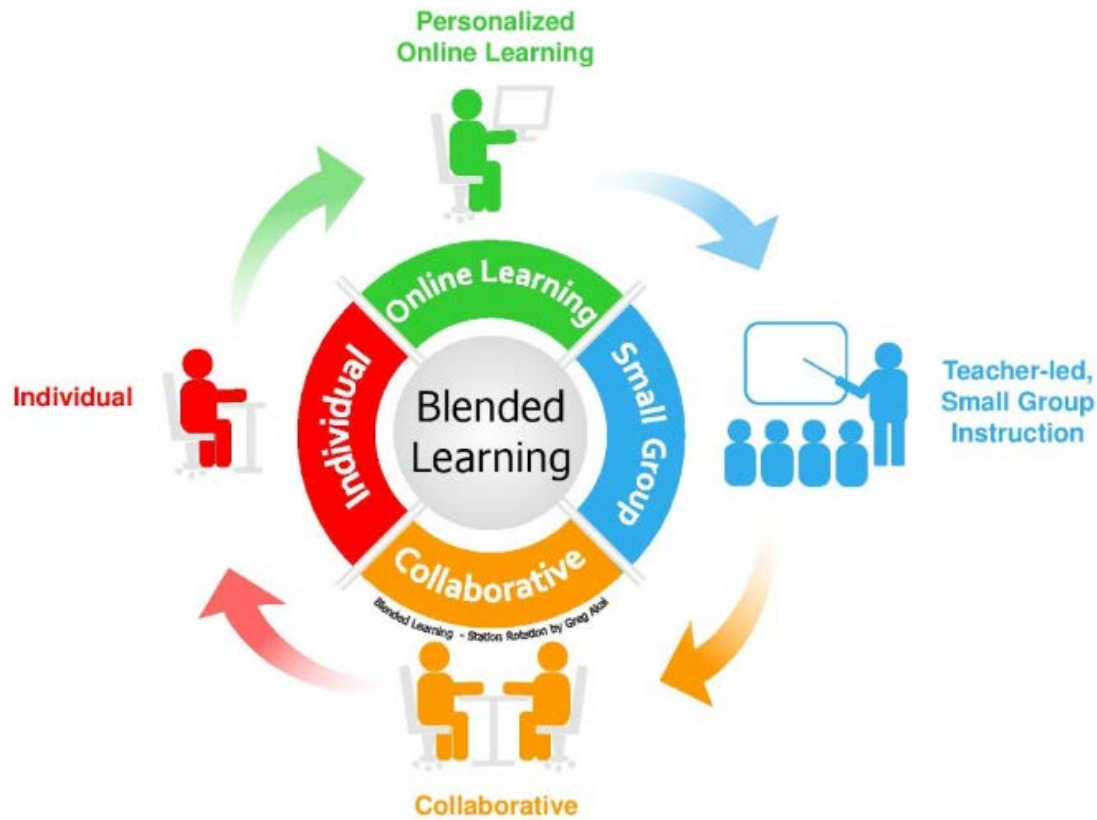 Personalized
Online Learning
Online Learning
Small Group
Individual
Blended
Learning
Collaborative
Individual
Teacher-led,
Small Group
Instruction
Blended Learning - Station Rotation by Greg Akai
Collaborative